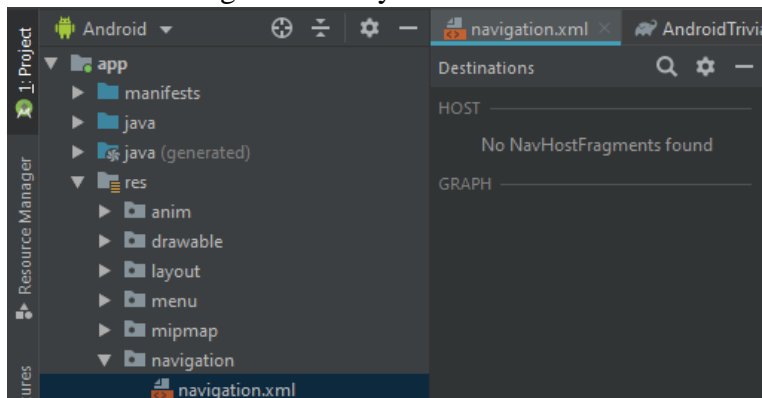 Android
navigation.xml
AndroidTrivia
1: Project
app
Destinations
manifests
HOST
java
No NavHostFragments found
java (generated)
GRAPH
res
Resource Manager
anim
drawable
layout
menu
mipmap
navigation
navigation.xml